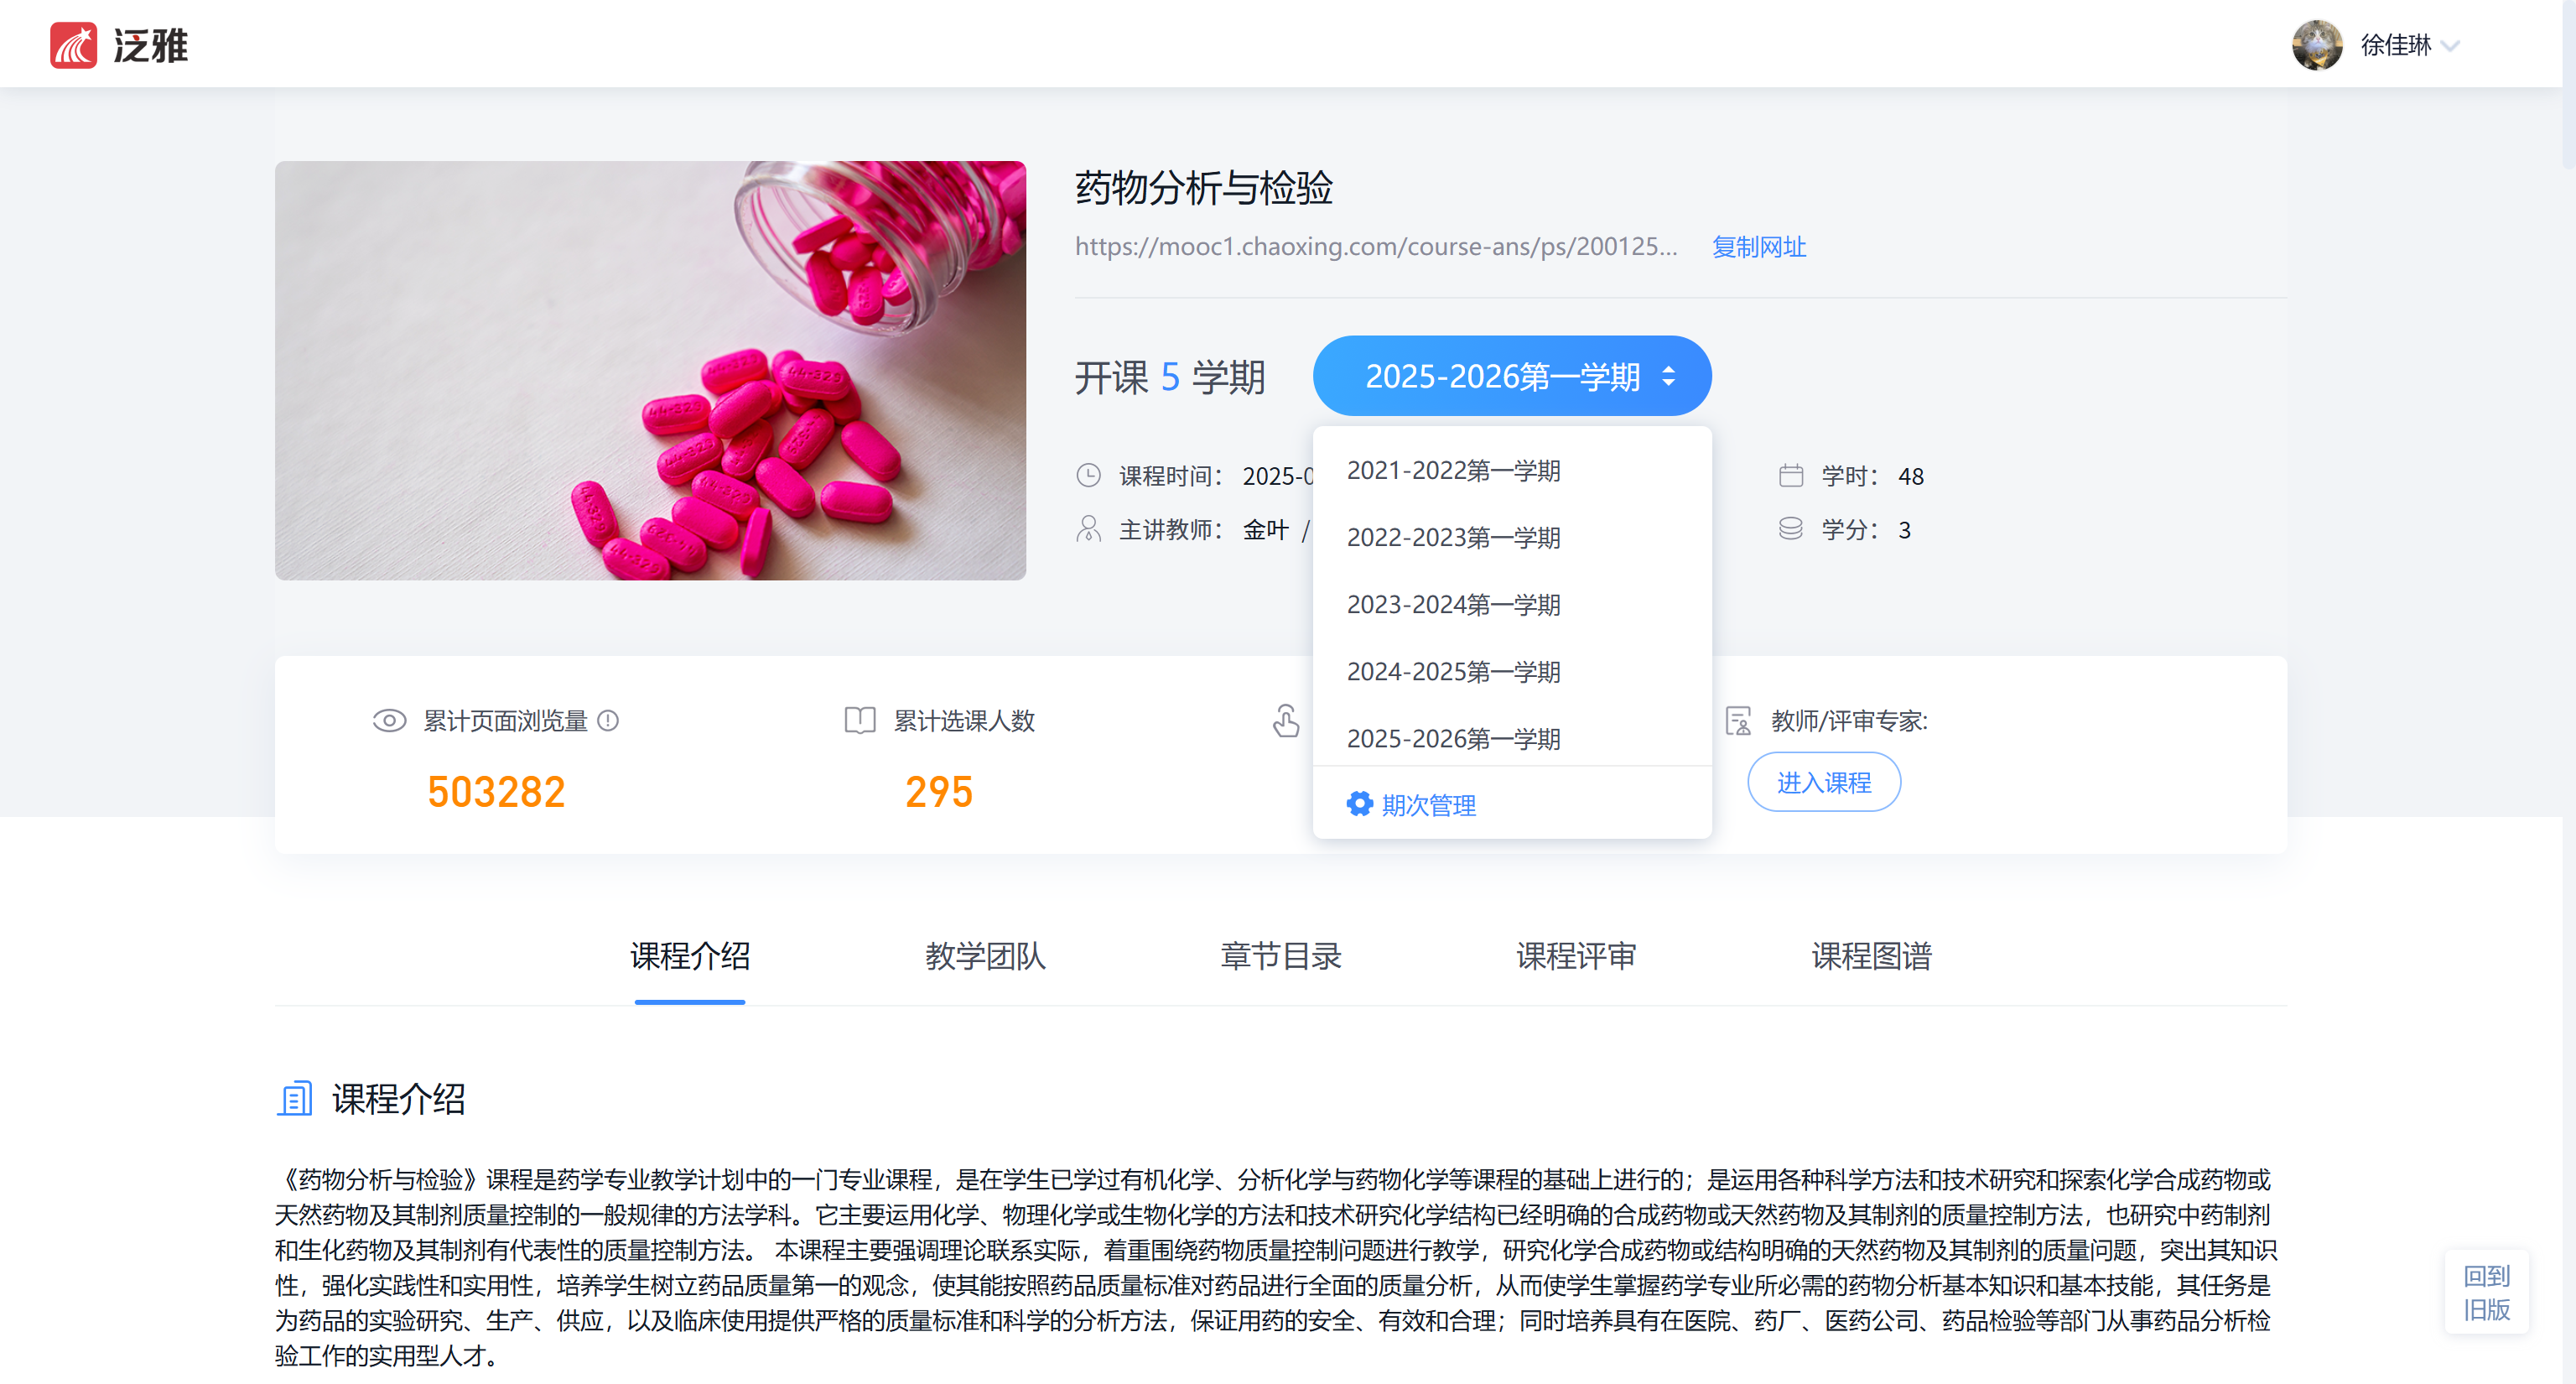 泛雅
徐佳琳
药物分析与检验
https://mooc1.chaoxing.com/course-ans/ps/200125... 复制网址
开课 5 学期 2025-2026第一学期
课程时间： 2025-0
学时： 48
主讲教师： 金叶 /
学分： 3
2021-2022第一学期
2022-2023第一学期
2023-2024第一学期
2024-2025第一学期
2025-2026第一学期
期次管理
累计页面浏览量
503282
累计选课人数
295
教师/评审专家:
进入课程
课程介绍 教学团队 章节目录 课程评审 课程图谱
课程介绍
《药物分析与检验》课程是药学专业教学计划中的一门专业课程，是在学生已学过有机化学、分析化学与药物化学等课程的基础上进行的；是运用各种科学方法和技术研究和探索化学合成药物或
天然药物及其制剂质量控制的一般规律的方法学科。它主要运用化学、物理化学或生物化学的方法和技术研究化学结构已经明确的合成药物或天然药物及其制剂的质量控制方法，也研究中药制剂
和生化药物及其制剂有代表性的质量控制方法。 本课程主要强调理论联系实际，着重围绕药物质量控制问题进行教学，研究化学合成药物或结构明确的天然药物及其制剂的质量问题，突出其知识
性，强化实践性和实用性，培养学生树立药品质量第一的观念，使其能按照药品质量标准对药品进行全面的质量分析，从而使学生掌握药学专业所必需的药物分析基本知识和基本技能，其任务是
为药品的实验研究、生产、供应，以及临床使用提供严格的质量标准和科学的分析方法，保证用药的安全、有效和合理；同时培养具有在医院、药厂、医药公司、药品检验等部门从事药品分析检
验工作的实用型人才。
回到
旧版